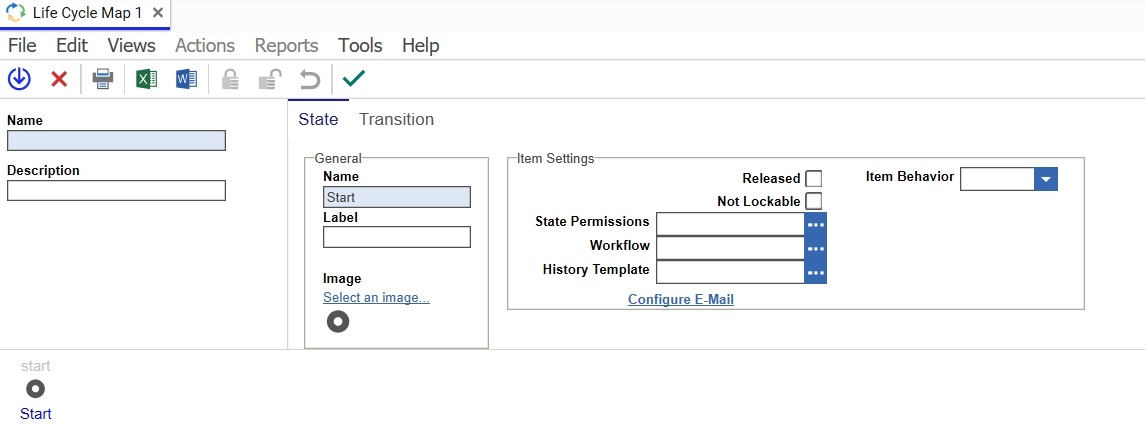 Life Cycle Map 1
File Edit Views Actions Reports Tools Help
Name
Description
State Transition
General
Name
Start
Label
Image
Select an image...
Item Settings
Released
Not Lockable
State Permissions
Workflow
History Template
Configure E-Mail
Item Behavior
start
Start